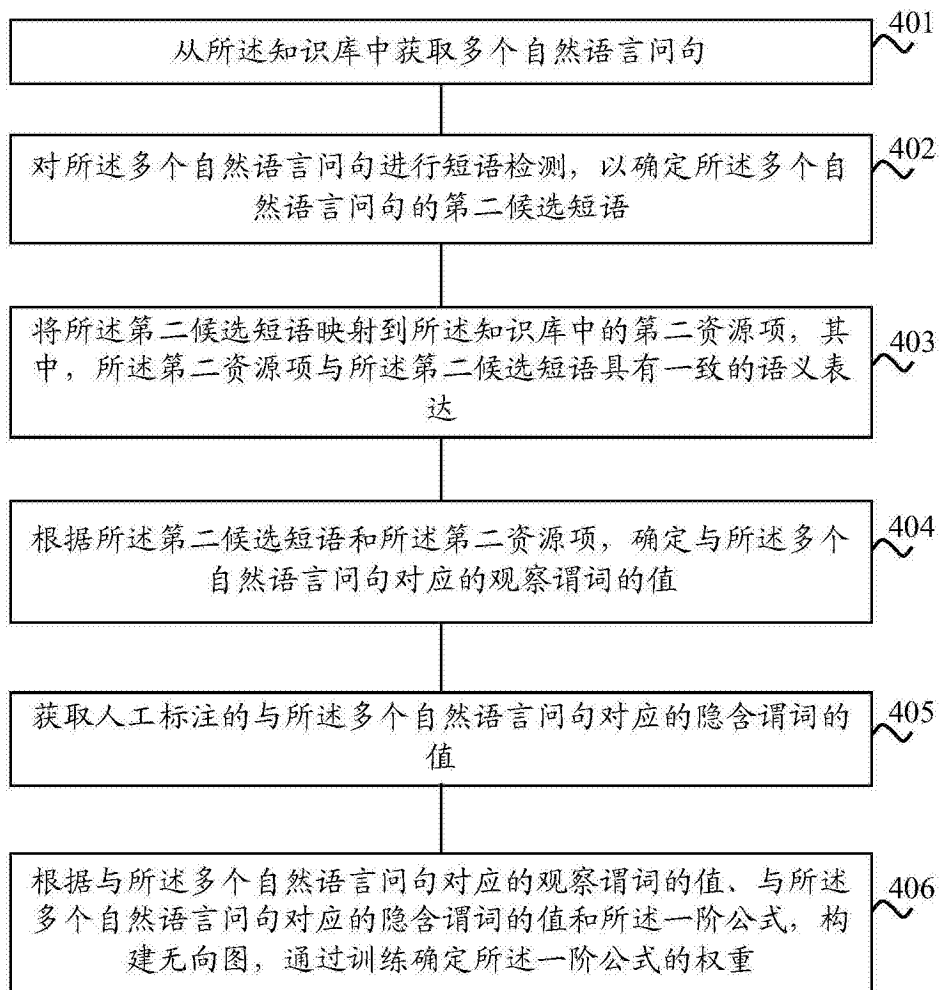 从所述知识库中获取多个自然语言问句
401
对所述多个自然语言问句进行短语检测，以确定所述多个自
然语言问句的第二候选短语
402
将所述第二候选短语映射到所述知识库中的第二资源项，其
中，所述第二资源项与所述第二候选短语具有一致的语义表
达
403
根据所述第二候选短语和所述第二资源项，确定与所述多个
自然语言问句对应的观察谓词的值
404
获取人工标注的与所述多个自然语言问句对应的隐含谓词的
值
405
根据与所述多个自然语言问句对应的观察谓词的值、与所述
多个自然语言问句对应的隐含谓词的值和所述一阶公式，构
建无向图，通过训练确定所述一阶公式的权重
406